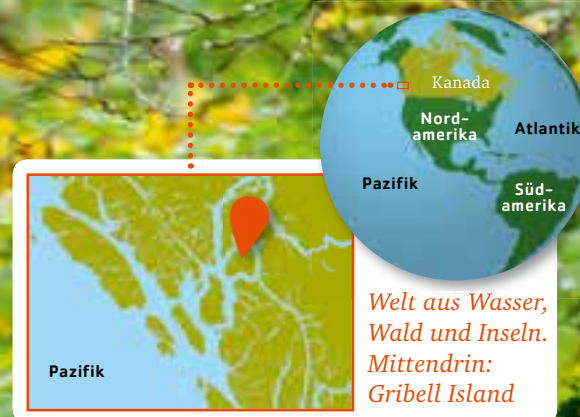 Kanada
Nord-
amerika
Atlantik
Pazifik
Süd-
amerika
Pazifik
Welt aus Wasser,
Wald und Inseln.
Mittendrin:
Gribell Island